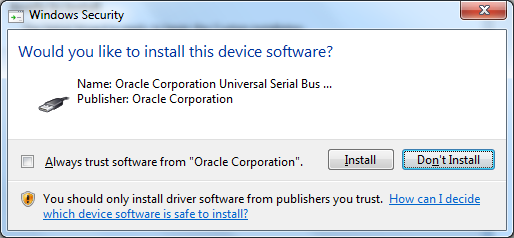 Windows Security
Would you like to install this device software?
Name: Oracle Corporation Universal Serial Bus ...
Publisher: Oracle Corporation
Always trust software from "Oracle Corporation".
Install
Don't Install
You should only install driver software from publishers you trust. How can I decide
which device software is safe to install?